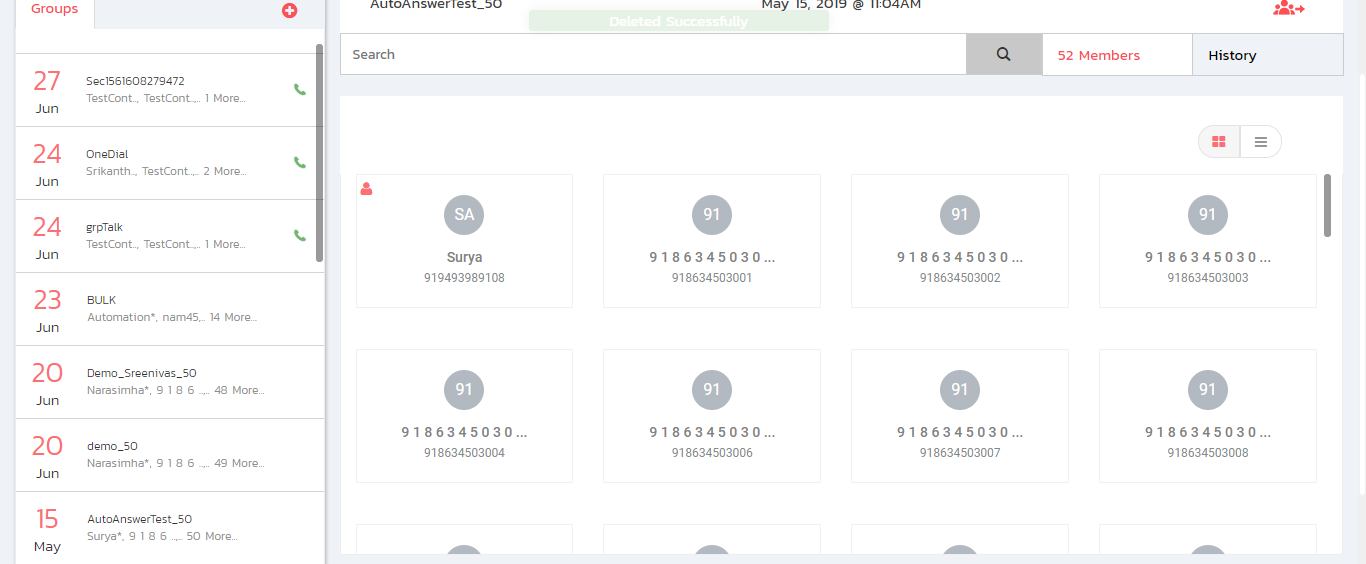 Groups
27
Jun
Sec1561608279472
TestCont.., TestCont..,.. 1 More...
24
Jun
OneDial
Srikanth.., TestCont..,.. 2 More...
24
Jun
grpTalk
TestCont.., TestCont..,.. 1 More...
23
Jun
BULK
Automation*, nam45,.. 14 More...
20
Jun
Demo_Sreenivas_50
Narasimha*, 9 1 8 6 ..,.. 48 More...
20
Jun
demo_50
Narasimha*, 9 1 8 6 ..,.. 49 More...
15
May
AutoAnswerTest_50
Surya*, 9 1 8 6 ..,.. 50 More...
AutoAnswerTest_50
May 15, 2019 @ 11:04AM
Deleted Successfully
Search
52 Members
History
SA
Surya
919493989108
91
9 1 8 6 3 4 5 0 3 0 ...
918634503001
91
9 1 8 6 3 4 5 0 3 0 ...
918634503002
91
9 1 8 6 3 4 5 0 3 0 ...
918634503003
91
9 1 8 6 3 4 5 0 3 0 ...
918634503004
91
9 1 8 6 3 4 5 0 3 0 ...
918634503006
91
9 1 8 6 3 4 5 0 3 0 ...
918634503007
91
9 1 8 6 3 4 5 0 3 0 ...
918634503008